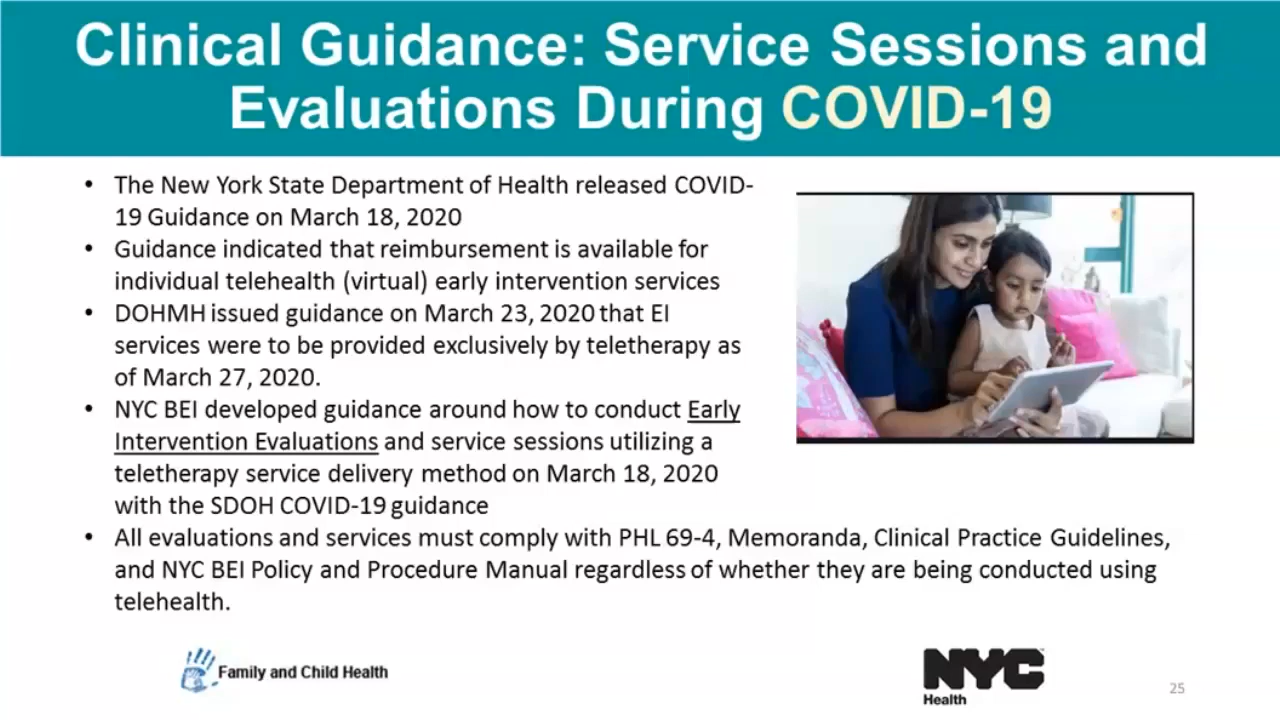 Clinical Guidance: Service Sessions and
Evaluations During COVID-19
• The New York State Department of Health released COVID-
19 Guidance on March 18, 2020
• Guidance indicated that reimbursement is available for
individual telehealth (virtual) early intervention services
• DOHMH issued guidance on March 23, 2020 that EI
services were to be provided exclusively by teletherapy as
of March 27, 2020.
• NYC BEI developed guidance around how to conduct Early
Intervention Evaluations and service sessions utilizing a
teletherapy service delivery method on March 18, 2020
with the SDOH COVID-19 guidance
• All evaluations and services must comply with PHL 69-4, Memoranda, Clinical Practice Guidelines,
and NYC BEI Policy and Procedure Manual regardless of whether they are being conducted using
telehealth.
Family and Child Health
NYC
Health
25